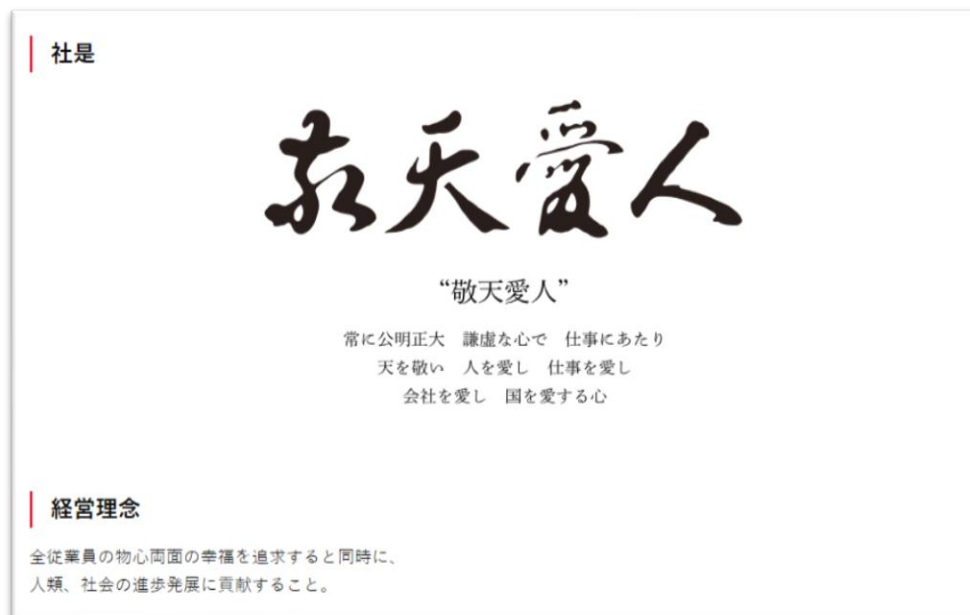 社是
敬天愛人
“敬天愛人”
常に公明正大　謙虚な心で　仕事にあたり
天を敬い　人を愛し　仕事を愛し
会社を愛し　国を愛する心
経営理念
全従業員の物心両面の幸福を追求すると同時に、
人類、社会の進歩発展に貢献すること。